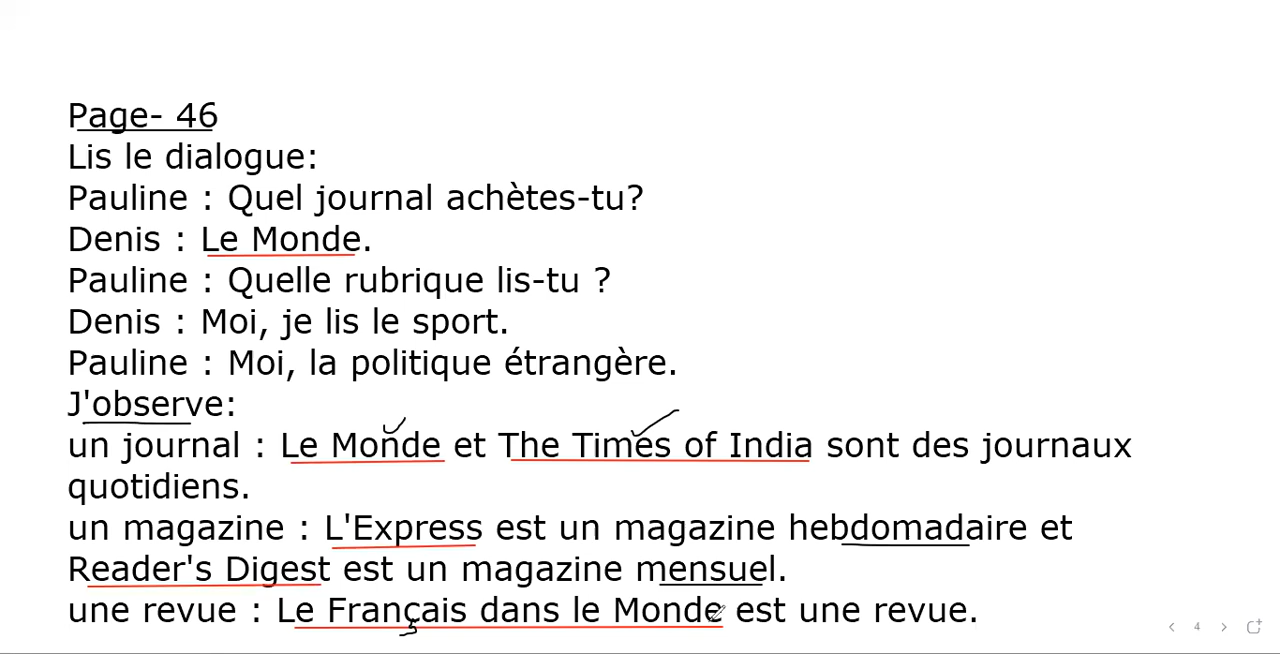 Page- 46
Lis le dialogue:
Pauline : Quel journal achètes-tu?
Denis : Le Monde.
Pauline : Quelle rubrique lis-tu ?
Denis : Moi, je lis le sport.
Pauline : Moi, la politique étrangère.
J'observe:
un journal : Le Monde et The Times of India sont des journaux
quotidiens.
un magazine : L'Express est un magazine hebdomadaire et
Reader's Digest est un magazine mensuel.
une revue : Le Français dans le Monde est une revue.
4